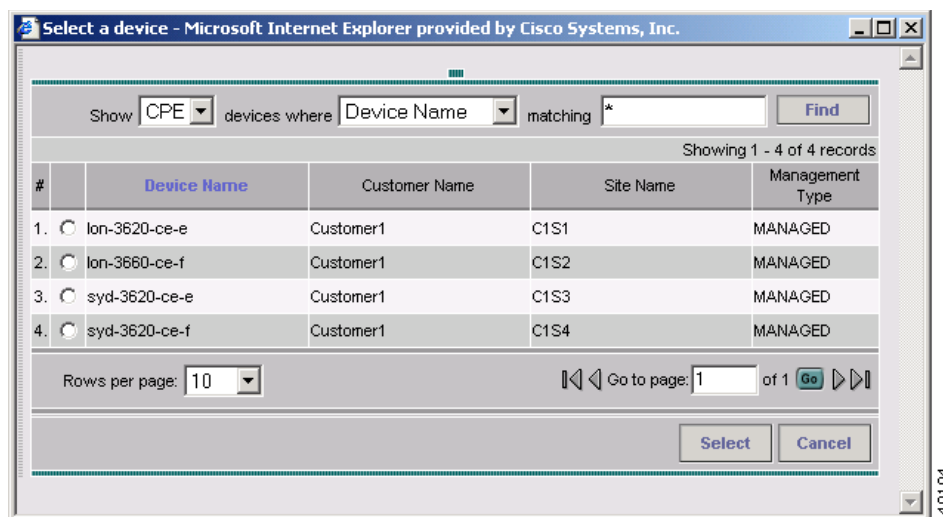 Select a device - Microsoft Internet Explorer provided by Cisco Systems, Inc.
Show CPE devices where Device Name matching * Find
Showing 1 - 4 of 4 records
# Device Name Customer Name Site Name Management Type
1. lon-3620-ce-e Customer1 C1S1 MANAGED
2. lon-3660-ce-f Customer1 C1S2 MANAGED
3. syd-3620-ce-e Customer1 C1S3 MANAGED
4. syd-3620-ce-f Customer1 C1S4 MANAGED
Rows per page: 10 Go to page: 1 of 1 Go
Select Cancel